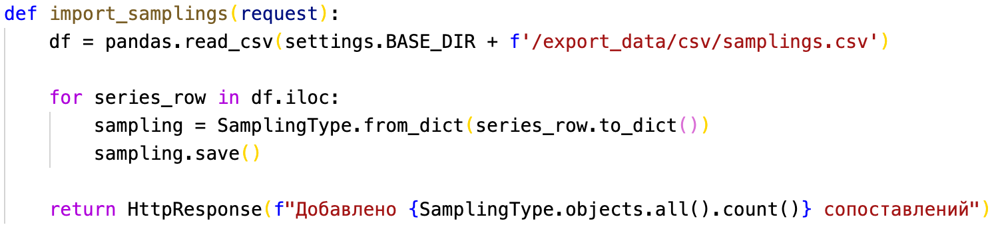 def import_samplings(request):
    df = pandas.read_csv(settings.BASE_DIR + f'/export_data/csv/samplings.csv')
    for series_row in df.iloc:
        sampling = SamplingType.from_dict(series_row.to_dict())
        sampling.save()
    return HttpResponse(f"Добавлено {SamplingType.objects.all().count()} сопоставлений")